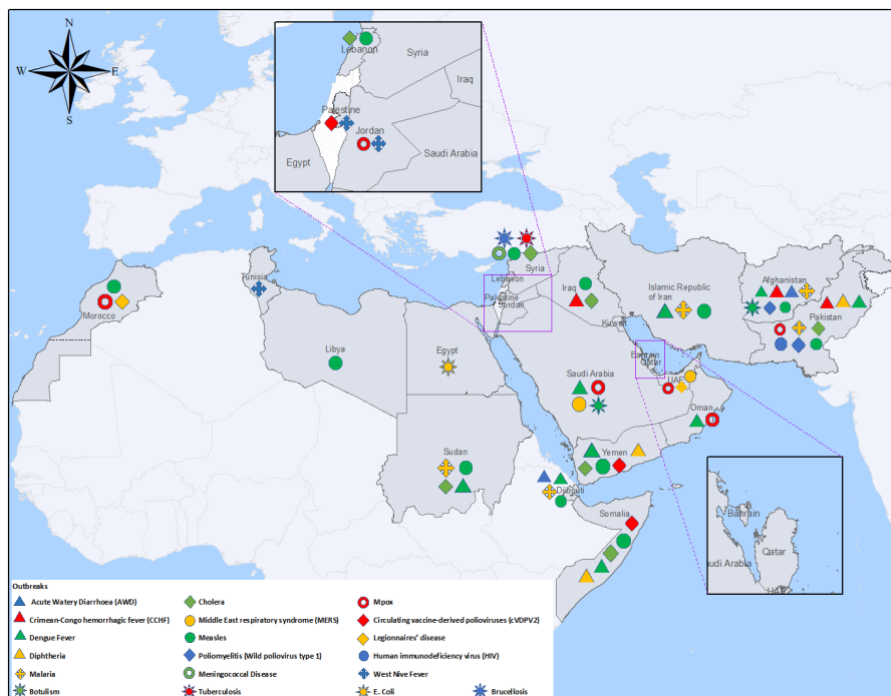 N
W
E
S
Lebanon
Syria
Iraq
Palestine
Jordan
Egypt
Saudi Arabia
Tunisia
Morocco
Libya
Egypt
Lebanon
Syria
Palestine
Jordan
Iraq
Kuwait
Islamic Republic
of Iran
Afghanistan
Pakistan
Bahrain
Qatar
Saudi Arabia
UAE
Oman
Yemen
Sudan
Djibouti
Somalia
Bahrain
Qatar
audi Arabia
UAE
Outbreaks
Acute Watery Diarrhoea (AWD)
Cholera
Mpox
Crimean-Congo hemorrhagic fever (CCHF)
Middle East respiratory syndrome (MERS)
Circulating vaccine-derived polioviruses (cVDPV2)
Dengue Fever
Measles
Legionnaires' disease
Diphtheria
Poliomyelitis (Wild poliovirus type 1)
Human immunodeficiency virus (HIV)
Malaria
Meningococcal Disease
West Nive Fever
Botulism
Tuberculosis
E. Coli
Brucellosis